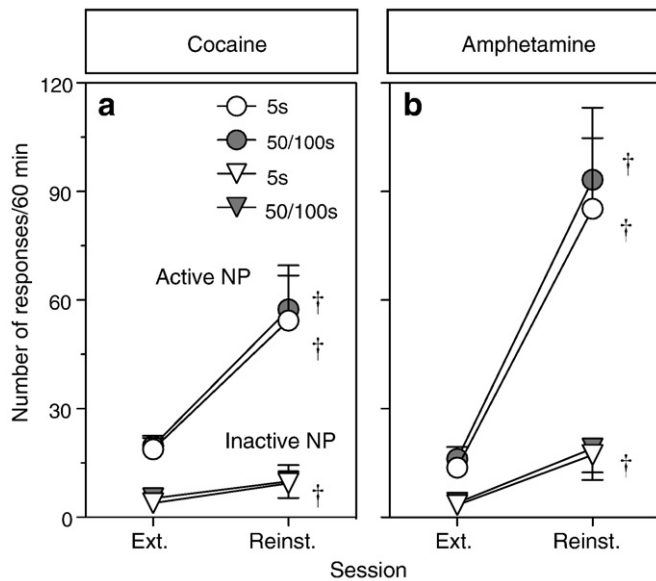 Cocaine
Amphetamine
a
b
5s
50/100s
5s
50/100s
Active NP
Inactive NP
†
†
†
†
†
†
Number of responses/60 min
120
90
60
30
0
Ext.
Reinst.
Ext.
Reinst.
Session